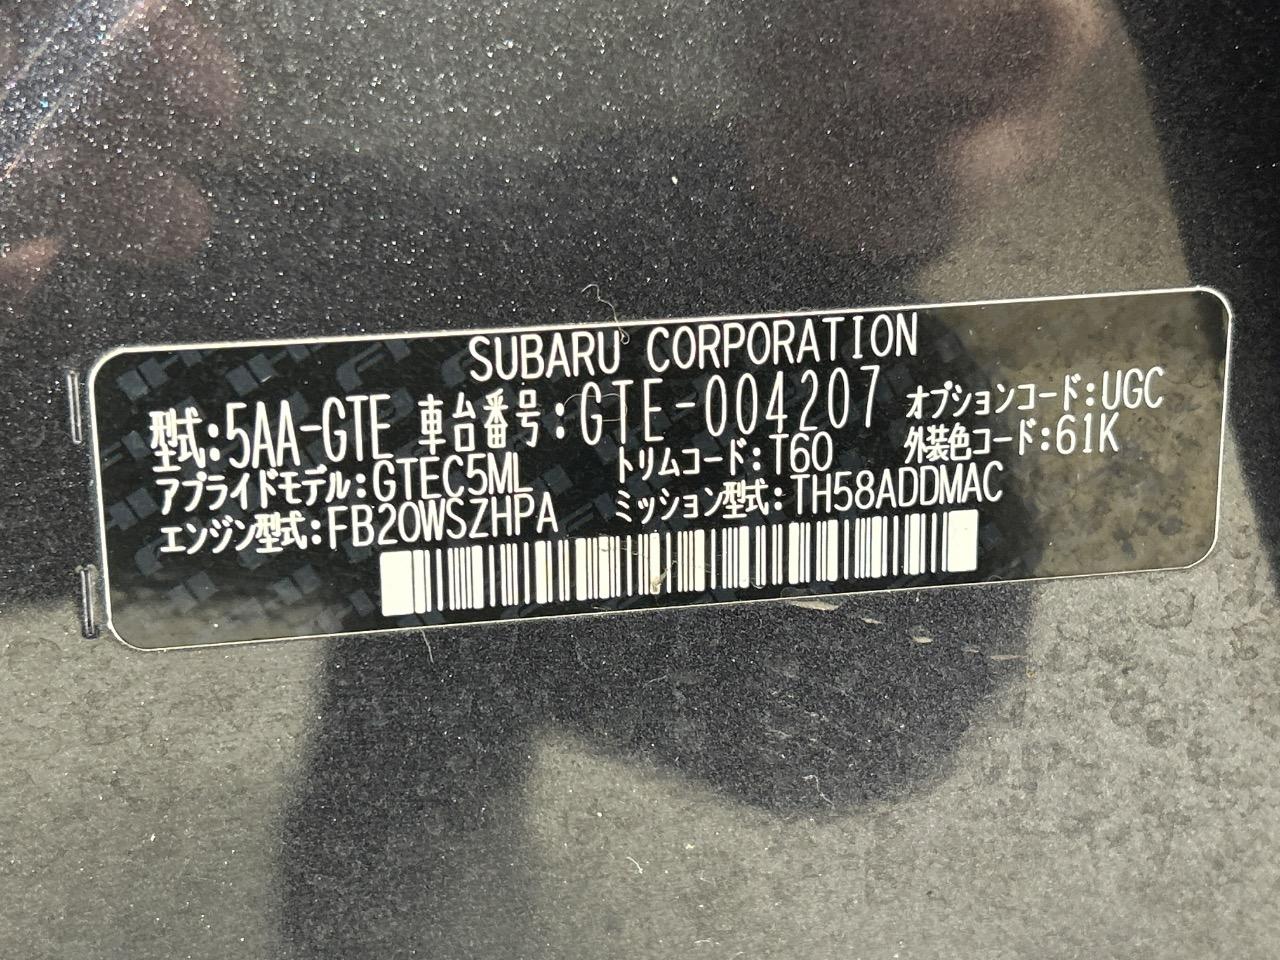 SUBARU CORPORATION
型式:5AA-GTE 車台番号:GTE-004207 オプションコード:UGC
アプライドモデル:GTEC5ML トリムコード:T60 外装色コード:61K
エンジン型式:FB20WSZHPA ミッション型式:TH58ADDMAC